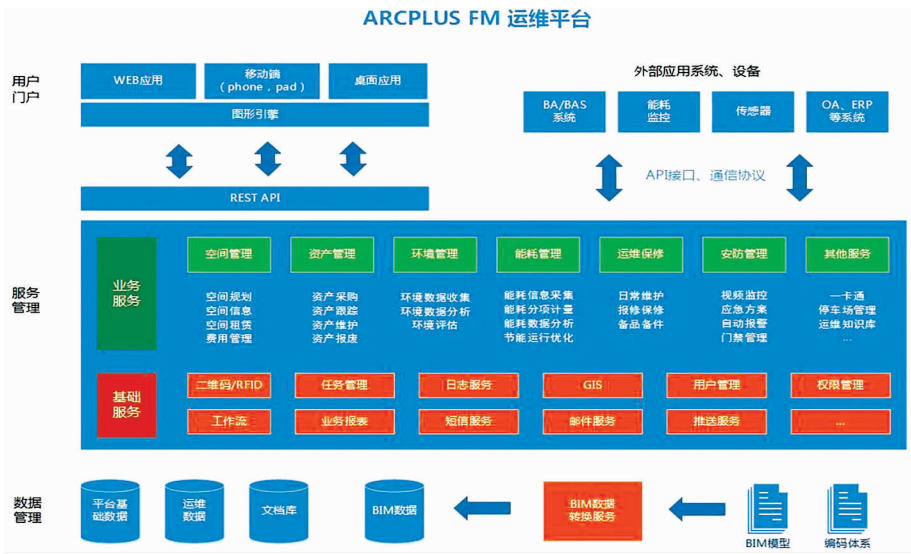 ARCPLUS FM 运维平台
用户
门户
WEB应用
移动端
(phone,pad)
桌面应用
图形引擎
REST API
外部应用系统、设备
BA/BAS
系统
能耗
监控
传感器
OA、ERP
等系统
API接口、通信协议
服务
管理
业务
服务
空间管理
资产管理
环境管理
能耗管理
运维保修
安防管理
其他服务
空间规划
空间信息
空间租赁
费用管理
资产采购
资产跟踪
资产维护
资产报废
环境数据收集
环境数据分析
环境评估
能耗信息采集
能耗分项计量
能耗数据分析
节能运行优化
日常维护
报修保修
备品备件
视频监控
应急方案
自动报警
门禁管理
一卡通
停车场管理
运维知识库
...
基础
服务
二维码/RFID
任务管理
日志服务
GIS
用户管理
权限管理
工作流
业务报表
短信服务
邮件服务
推送服务
...
数据
管理
平台基
础数据
运维
数据
文档库
BIM数据
BIM数据
转换服务
BIM模型
编码体系